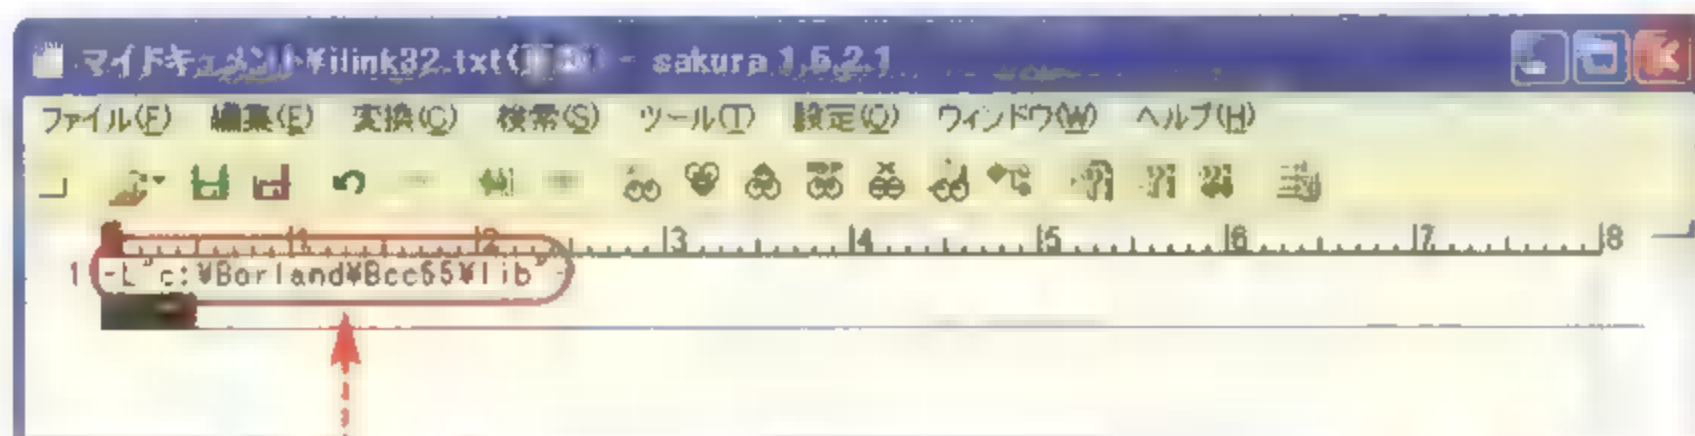 マイドキュメント¥ilink32.txt(更新) - sakura 1.5.2.1
ファイル(F) 編集(E) 変換(C) 検索(S) ツール(T) 設定(O) ウィンドウ(W) ヘルプ(H)
1 2 3 4 5 6 7 8
1 -L"c:¥Borland¥Bcc55¥lib"